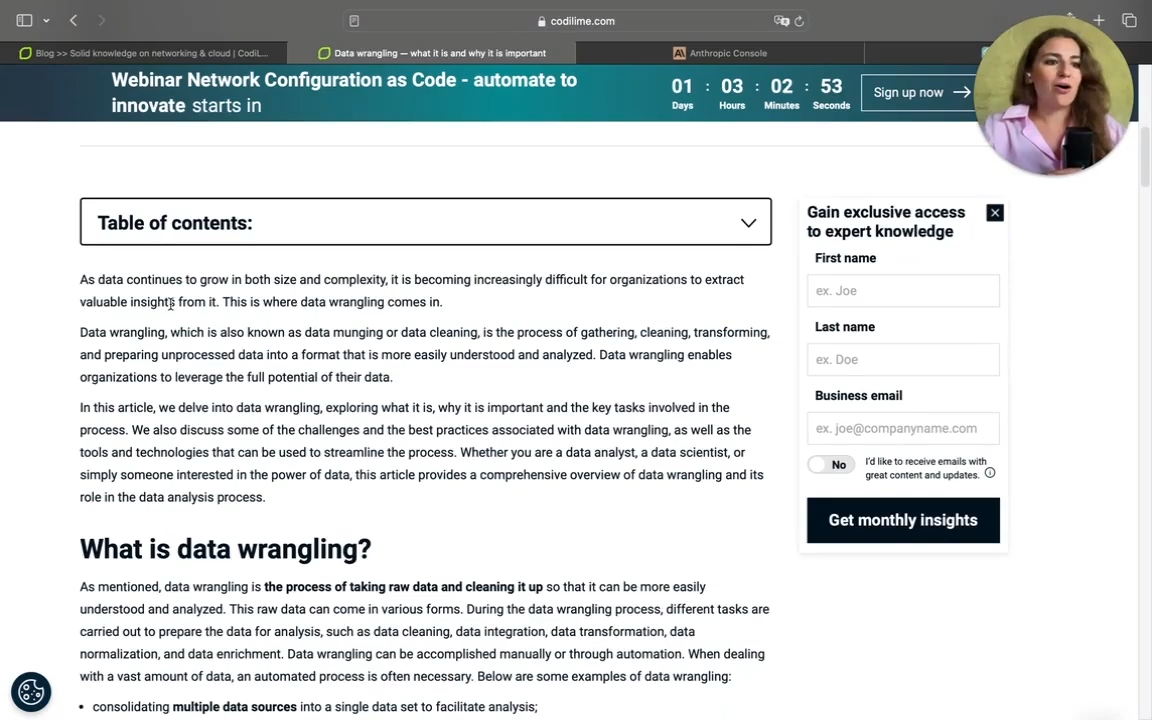 codilime.com
Blog >> Solid knowledge on networking & cloud | CodiL...
Data wrangling — what it is and why it is important
Anthropic Console
Webinar Network Configuration as Code - automate to
innovate starts in
01 : 03 : 02 : 53
Days Hours Minutes Seconds
Sign up now
Table of contents:
As data continues to grow in both size and complexity, it is becoming increasingly difficult for organizations to extract
valuable insights from it. This is where data wrangling comes in.
Data wrangling, which is also known as data munging or data cleaning, is the process of gathering, cleaning, transforming,
and preparing unprocessed data into a format that is more easily understood and analyzed. Data wrangling enables
organizations to leverage the full potential of their data.
In this article, we delve into data wrangling, exploring what it is, why it is important and the key tasks involved in the
process. We also discuss some of the challenges and the best practices associated with data wrangling, as well as the
tools and technologies that can be used to streamline the process. Whether you are a data analyst, a data scientist, or
simply someone interested in the power of data, this article provides a comprehensive overview of data wrangling and its
role in the data analysis process.
What is data wrangling?
As mentioned, data wrangling is the process of taking raw data and cleaning it up so that it can be more easily
understood and analyzed. This raw data can come in various forms. During the data wrangling process, different tasks are
carried out to prepare the data for analysis, such as data cleaning, data integration, data transformation, data
normalization, and data enrichment. Data wrangling can be accomplished manually or through automation. When dealing
with a vast amount of data, an automated process is often necessary. Below are some examples of data wrangling:
• consolidating multiple data sources into a single data set to facilitate analysis;
Gain exclusive access
to expert knowledge
First name
ex. Joe
Last name
ex. Doe
Business email
ex. joe@companyname.com
No
I'd like to receive emails with
great content and updates.
Get monthly insights